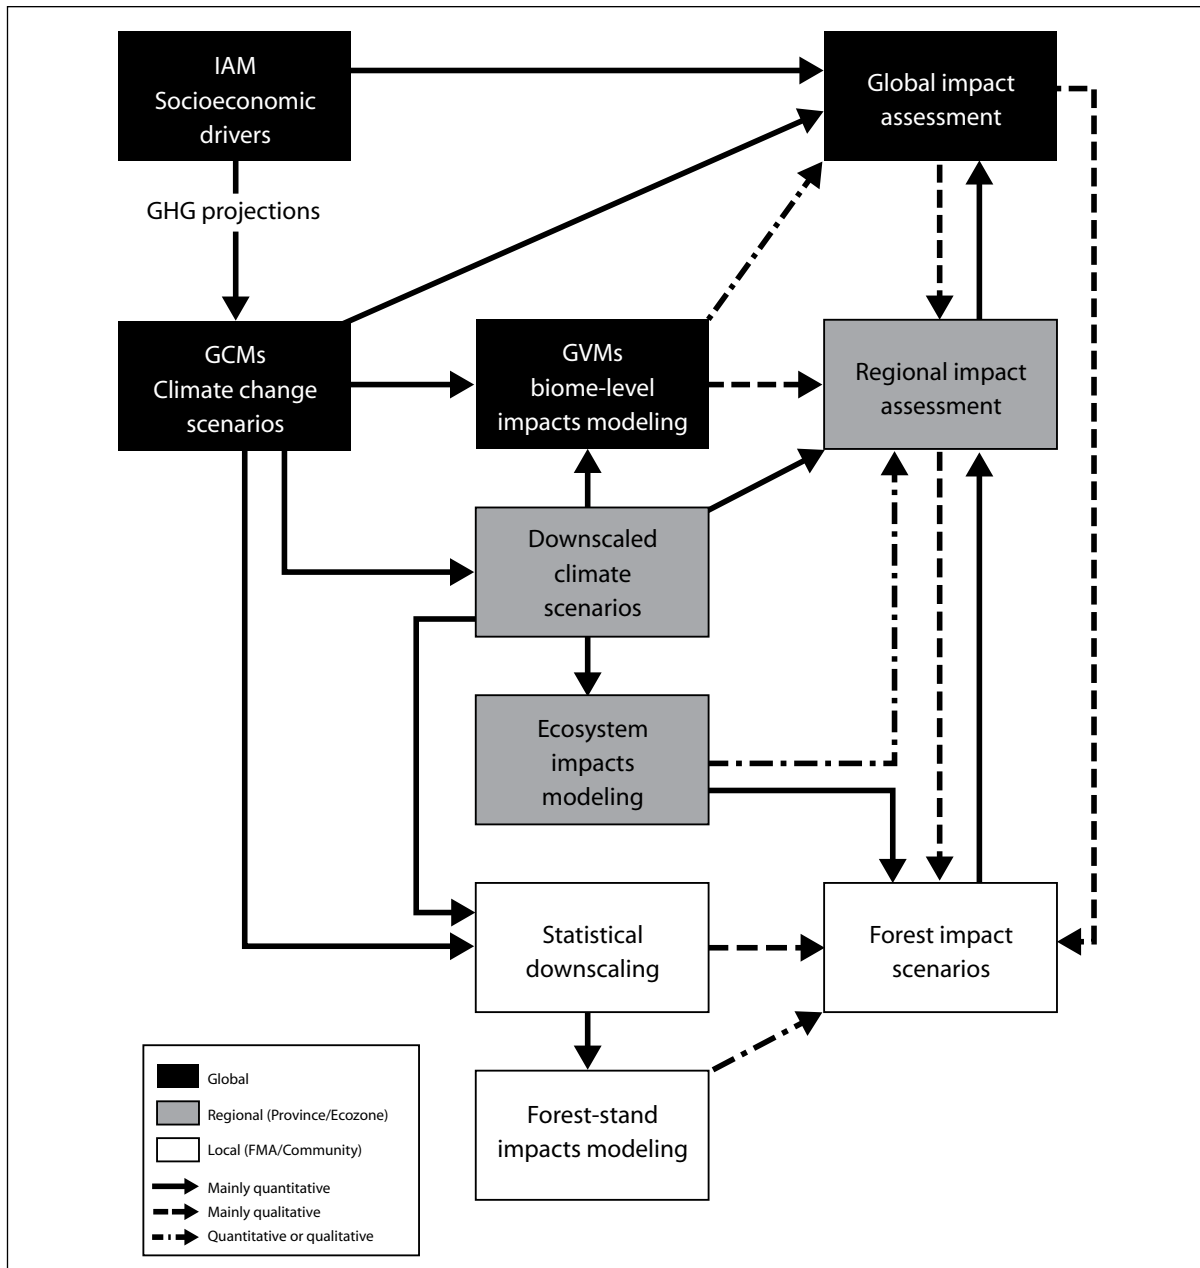 IAM
Socioeconomic
drivers
Global impact
assessment
GHG projections
GCMs
Climate change
scenarios
GVMs
biome-level
impacts modeling
Regional impact
assessment
Downscaled
climate
scenarios
Ecosystem
impacts
modeling
Statistical
downscaling
Forest impact
scenarios
Forest-stand
impacts modeling
Global
Regional (Province/Ecozone)
Local (FMA/Community)
Mainly quantitative
Mainly qualitative
Quantitative or qualitative